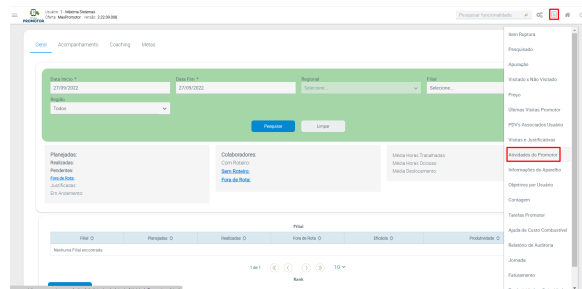 Usuário: 1 - Máxima Sistemas
Oferta: MaxPromotor Versão: 2.22.09.000
PROMOTOR
Pesquisar funcionalidade
Geral Acompanhamento Coaching Metas
Data Início * Data Fim * Regional Filial
27/09/2022 27/09/2022 Selecione... Selecione...
Região
Todos
Pesquisar Limpar
Planejadas:
Realizadas:
Pendentes:
Fora de Rota:
Justificadas:
Em Andamento:
Colaboradores:
Com Roteiro:
Sem Roteiro:
Fora de Rota:
Média Horas Trabalhadas:
Média Horas Ociosas:
Média Deslocamento:
Filial
Filial Planejadas Realizadas Fora de Rota Eficácia Produtividade
Nenhuma Filial encontrada.
1 de 1 10
Rank
Item Ruptura
Pesquisado
Apuração
Visitado x Não Visitado
Preço
Últimas Visitas Promotor
PDV's Associados Usuário
Visitas e Justificativas
Atividades do Promotor
Informações do Aparelho
Objetivos por Usuário
Contagem
Tarefas Promotor
Ajuda de Custo Combustível
Relatório de Auditoria
Jornada
Faturamento